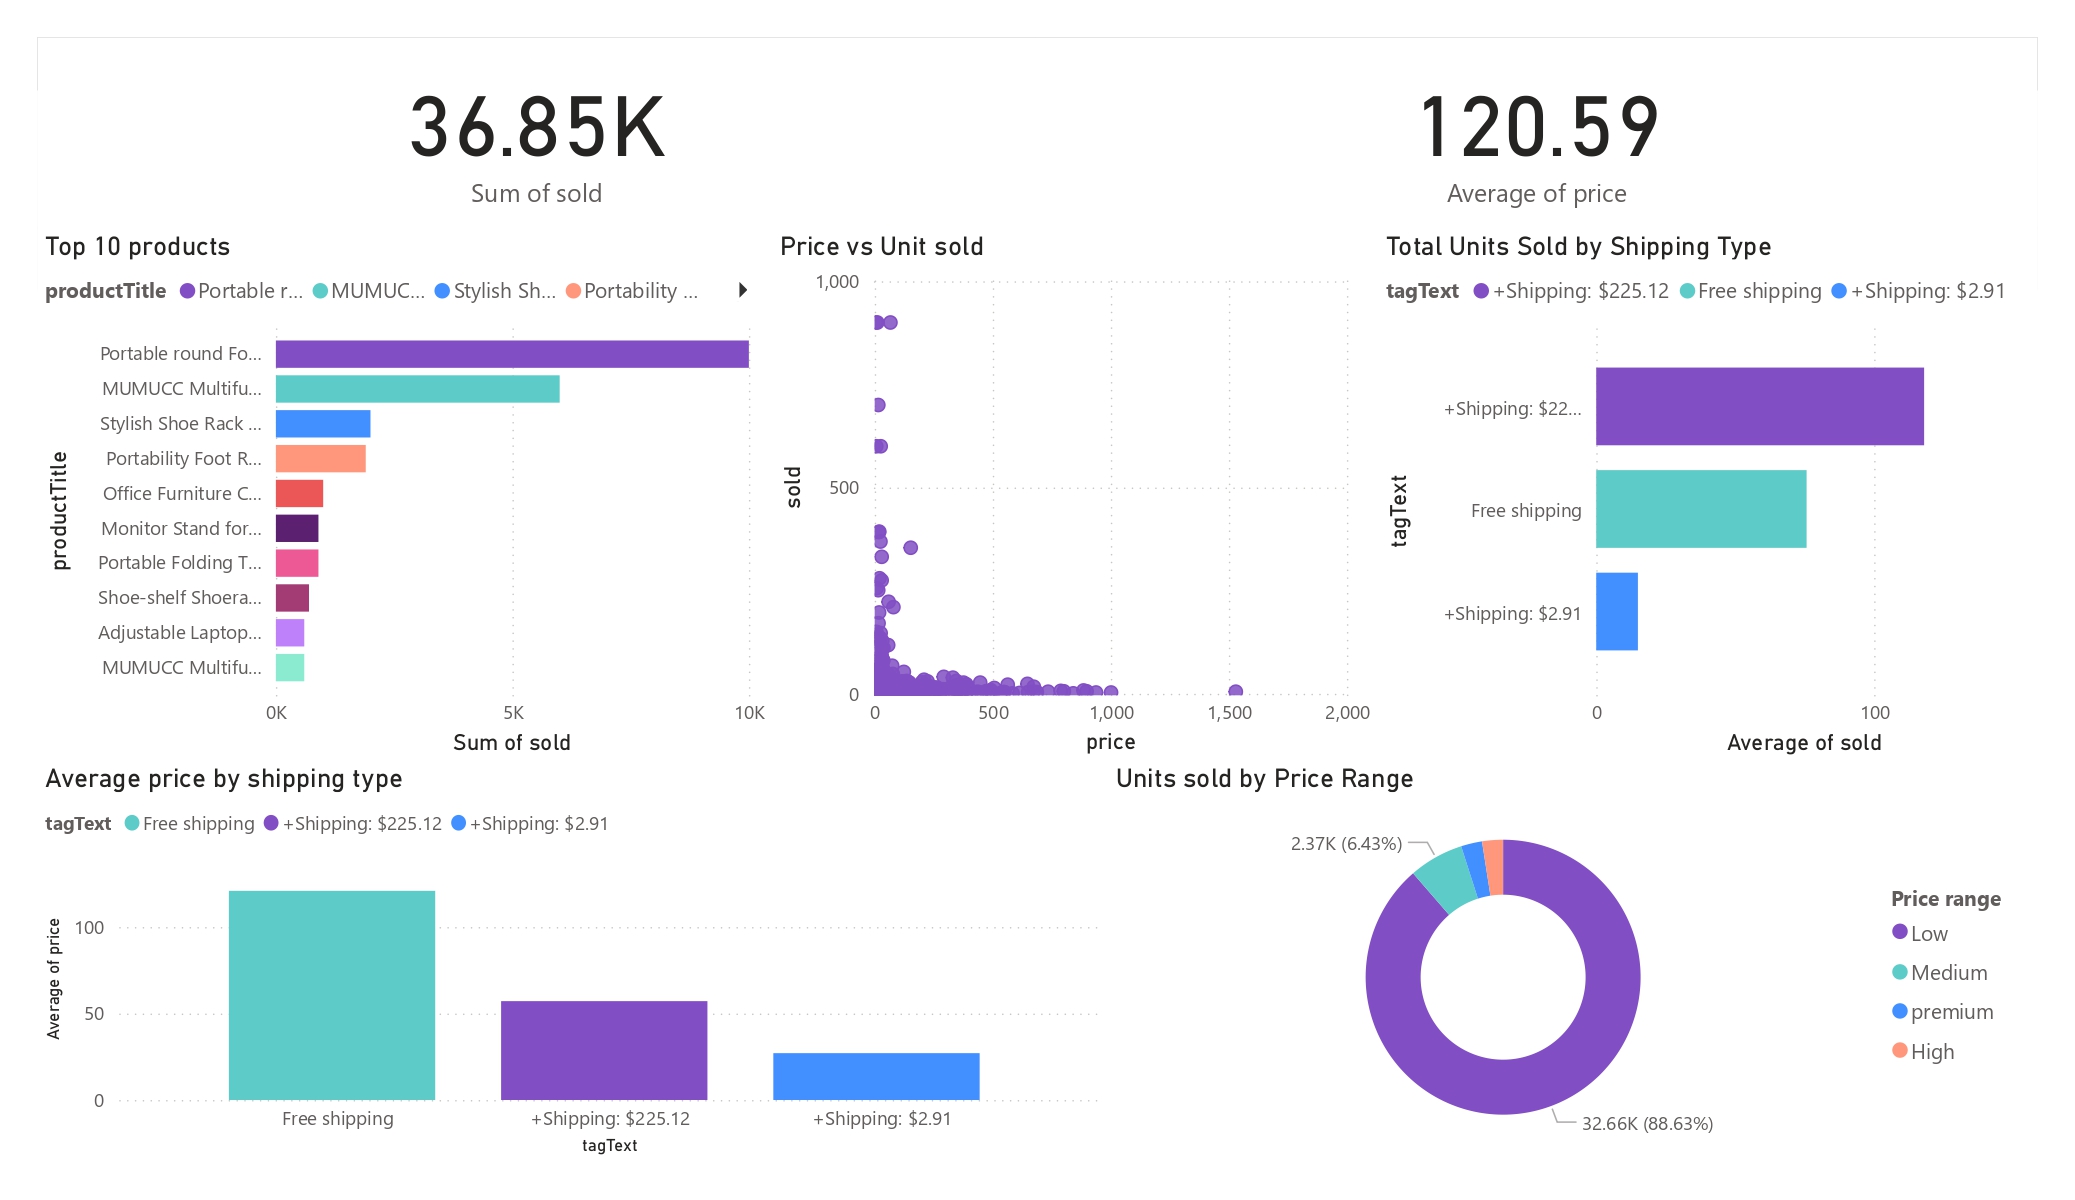 36.85K
Sum of sold
120.59
Average of price
Top 10 products
productTitle Portable r... MUMUC... Stylish Sh... Portability ...
productTitle
Portable round Fo...
MUMUCC Multifu...
Stylish Shoe Rack ...
Portability Foot R...
Office Furniture C...
Monitor Stand for...
Portable Folding T...
Shoe-shelf Shoera...
Adjustable Laptop...
MUMUCC Multifu...
0K 5K 10K
Sum of sold
Price vs Unit sold
sold
1,000
500
0
0 500 1,000 1,500 2,000
price
Total Units Sold by Shipping Type
tagText +Shipping: $225.12 Free shipping +Shipping: $2.91
tagText
+Shipping: $22...
Free shipping
+Shipping: $2.91
0 100
Average of sold
Average price by shipping type
tagText Free shipping +Shipping: $225.12 +Shipping: $2.91
Average of price
100
50
0
Free shipping +Shipping: $225.12 +Shipping: $2.91
tagText
Units sold by Price Range
2.37K (6.43%)
32.66K (88.63%)
Price range
Low
Medium
premium
High